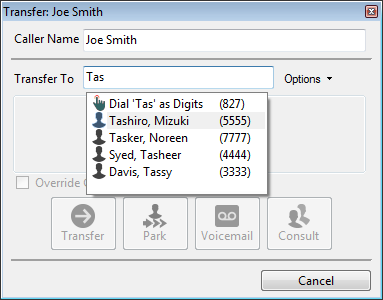 Transfer: Joe Smith
Caller Name Joe Smith
Transfer To Tas Options
Dial 'Tas' as Digits (827)
Tashiro, Mizuki (5555)
Tasker, Noreen (7777)
Syed, Tasheer (4444)
Davis, Tassy (3333)
Override
Transfer Park Voicemail Consult
Cancel